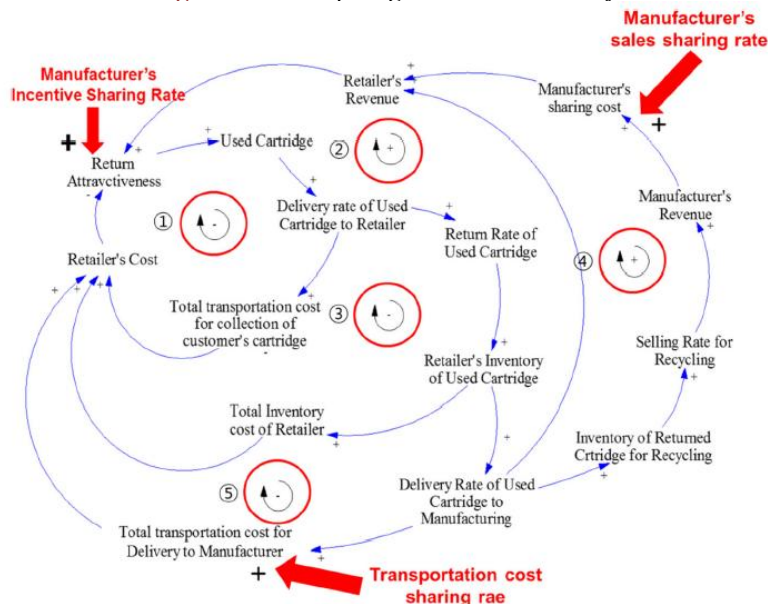 Manufacturer's
sales sharing rate
Manufacturer's
Incentive Sharing Rate
Retailer's
Revenue
Manufacturer's
sharing cost
+
+
+
+
+
Return
Attravctiveness
+
-
+
Used Cartridge
②
+
①
-
+
Delivery rate of Used
Cartridge to Retailer
+
Return Rate of
Used Cartridge
Manufacturer's
Revenue
+
④
+
Retailer's Cost
+
+
+
Total transportation cost
for collection of
customer's cartridge
+
-
③
-
+
Retailer's Inventory
of Used Cartridge
Selling Rate for
Recycling
+
Total Inventory
cost of Retailer
+
+
Inventory of Returned
Crtridge for Recycling
+
⑤
-
Delivery Rate of Used
Cartridge to
Manufacturing
Total transportation cost for
Delivery to Manufacturer
+
+
Transportation cost
sharing rae